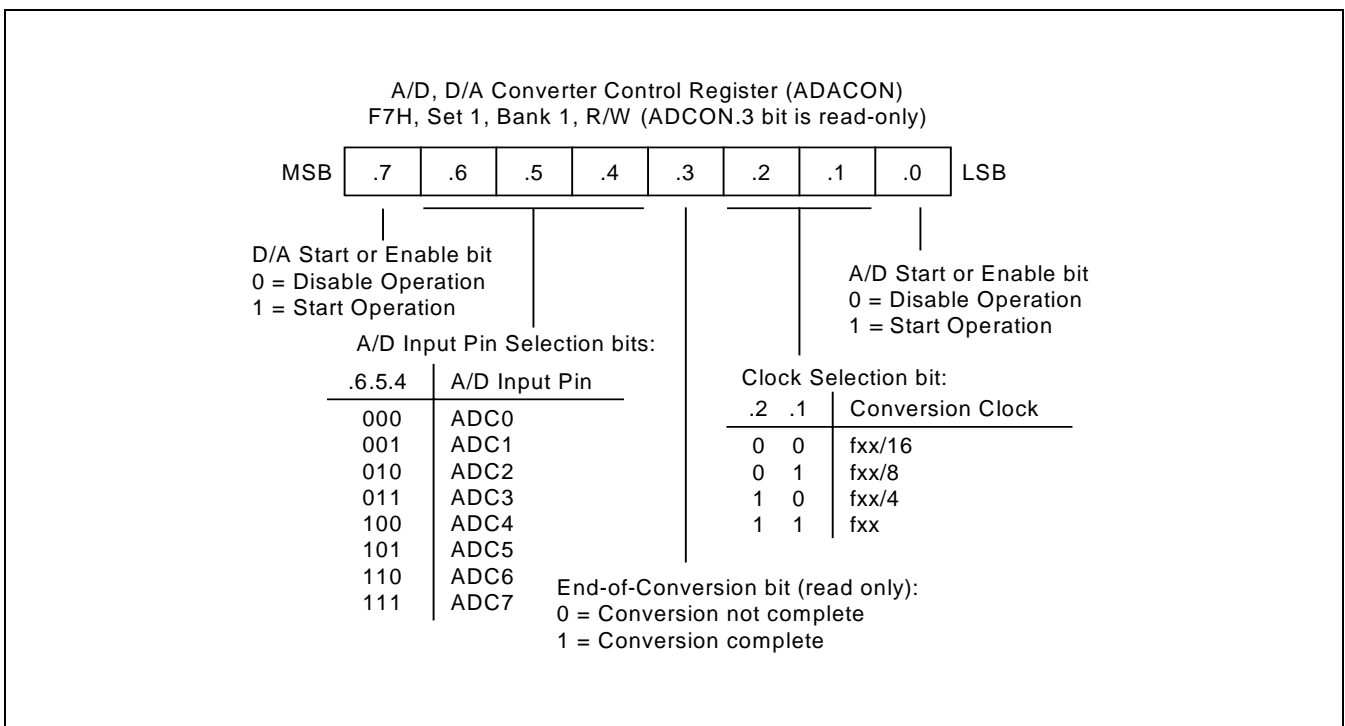 A/D, D/A Converter Control Register (ADACON)
F7H, Set 1, Bank 1, R/W (ADCON.3 bit is read-only)
MSB .7 .6 .5 .4 .3 .2 .1 .0 LSB
D/A Start or Enable bit
0 = Disable Operation
1 = Start Operation
A/D Start or Enable bit
0 = Disable Operation
1 = Start Operation
A/D Input Pin Selection bits:
.6.5.4 A/D Input Pin
000 ADC0
001 ADC1
010 ADC2
011 ADC3
100 ADC4
101 ADC5
110 ADC6
111 ADC7
Clock Selection bit:
.2 .1 Conversion Clock
0 0 fxx/16
0 1 fxx/8
1 0 fxx/4
1 1 fxx
End-of-Conversion bit (read only):
0 = Conversion not complete
1 = Conversion complete